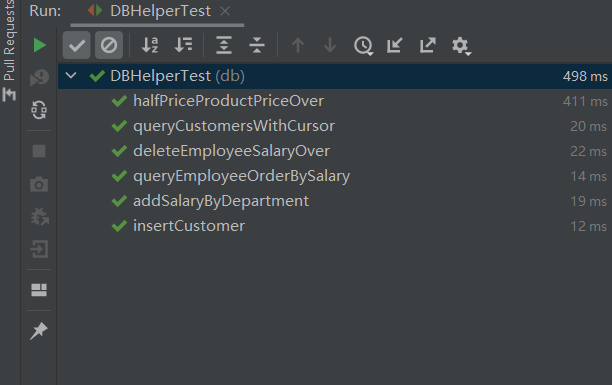 Run: DBHelperTest
Pull Requests
DBHelperTest (db) 498 ms
halfPriceProductPriceOver 411 ms
queryCustomersWithCursor 20 ms
deleteEmployeeSalaryOver 22 ms
queryEmployeeOrderBySalary 14 ms
addSalaryByDepartment 19 ms
insertCustomer 12 ms